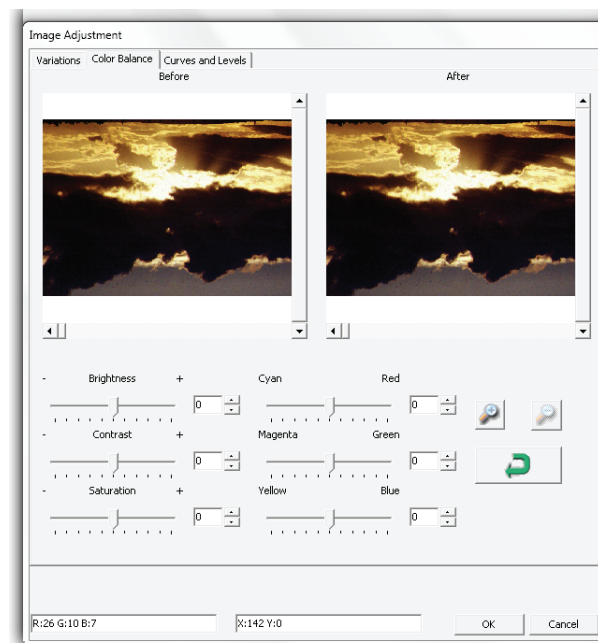 Image Adjustment
Variations Color Balance Curves and Levels
Before After
- Brightness + Cyan Red
0 0
- Contrast + Magenta Green
0 0
- Saturation + Yellow Blue
0 0
R:26 G:10 B:7 X:142 Y:0 OK Cancel